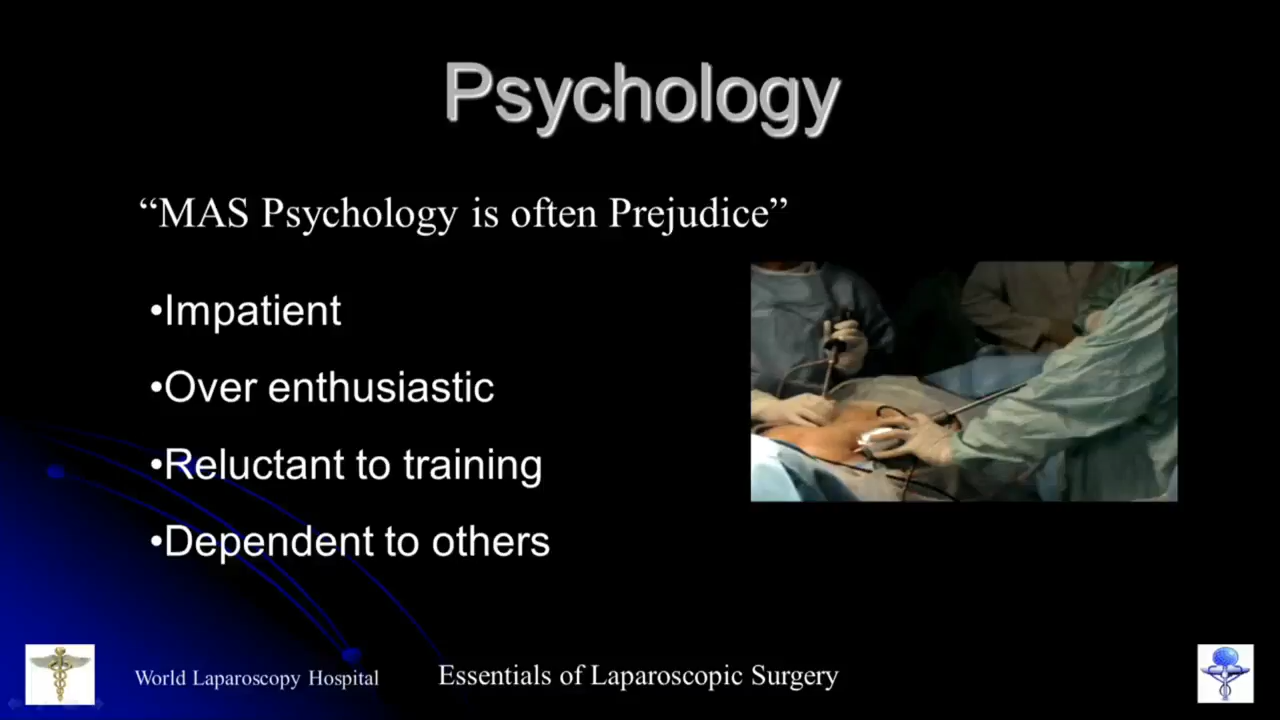 Psychology
“MAS Psychology is often Prejudice”
•Impatient
•Over enthusiastic
•Reluctant to training
•Dependent to others
World Laparoscopy Hospital
Essentials of Laparoscopic Surgery